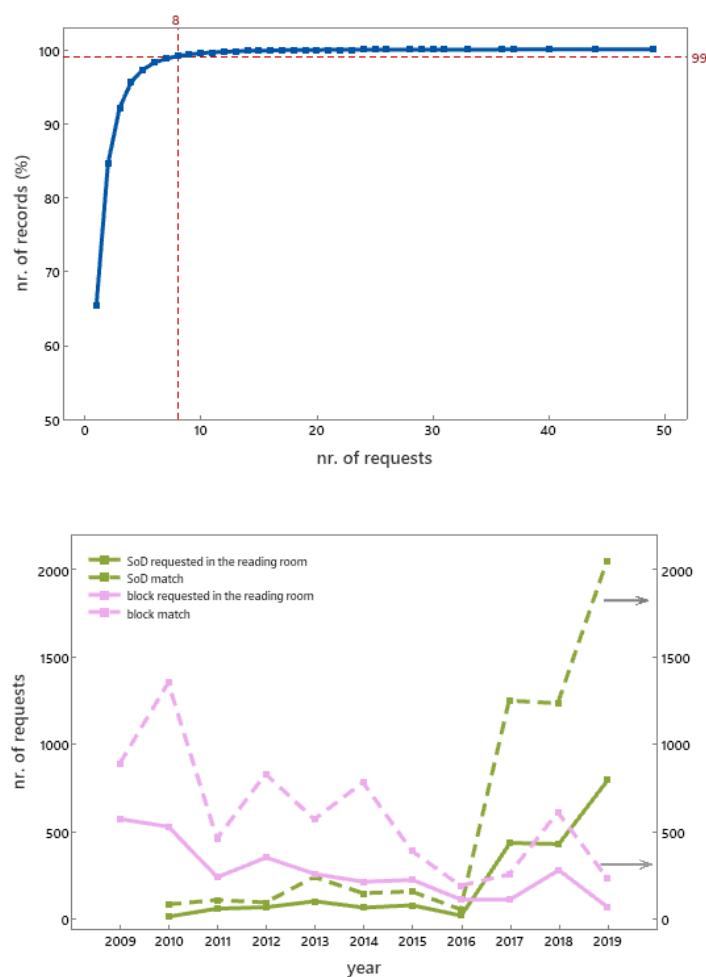 8
100
99
90
80
70
60
50
0 10 20 30 40 50
nr. of records (%)
nr. of requests
SoD requested in the reading room
SoD match
block requested in the reading room
block match
2000 2000
1500 1500
1000 1000
500 500
0 0
nr. of requests
2009 2010 2011 2012 2013 2014 2015 2016 2017 2018 2019
year